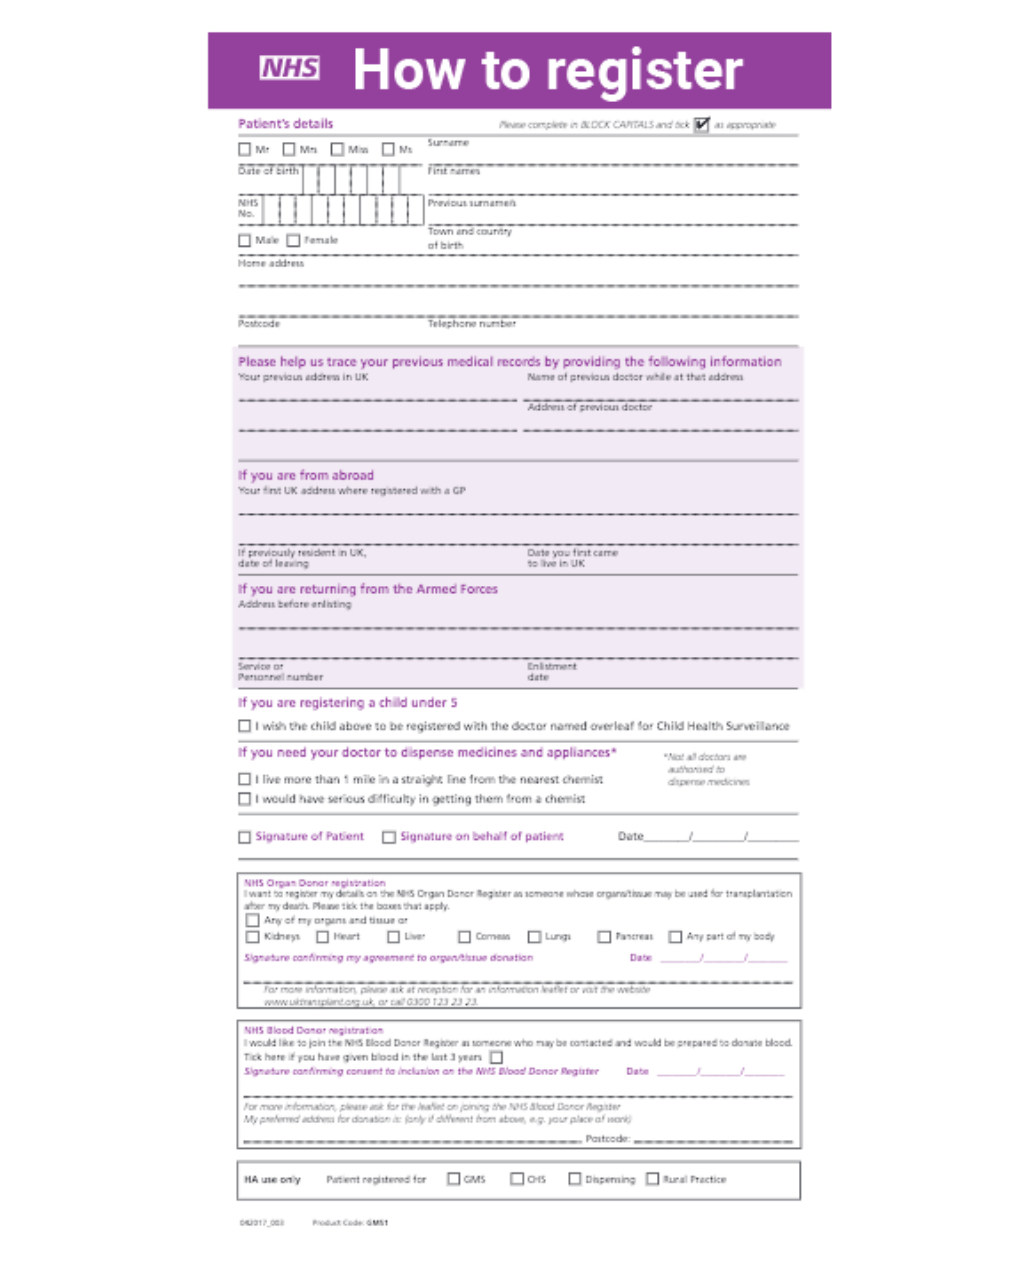 NHS How to register
Patient's details
Please complete in BLOCK CAPITALS and tick as appropriate
Mr Mrs Miss Ms
Surname
Date of birth
First names
NHS
No.
Previous surname/s
Male Female
Town and country
of birth
Home address
Postcode
Telephone number
Please help us trace your previous medical records by providing the following information
Your previous address in UK
Name of previous doctor while at that address
Address of previous doctor
If you are from abroad
Your first UK address where registered with a GP
If previously resident in UK,
date of leaving
Date you first came
to live in UK
If you are returning from the Armed Forces
Address before enlisting
Service or
Personnel number
Enlistment
date
If you are registering a child under 5
I wish the child above to be registered with the doctor named overleaf for Child Health Surveillance
If you need your doctor to dispense medicines and appliances*
*Not all doctors are
authorised to
dispense medicines
I live more than 1 mile in a straight line from the nearest chemist
I would have serious difficulty in getting them from a chemist
Signature of Patient Signature on behalf of patient Date______/______/______
NHS Organ Donor registration
I want to register my details on the NHS Organ Donor Register as someone whose organs/tissue may be used for transplantation
after my death. Please tick the boxes that apply.
Any of my organs and tissue or
Kidneys Heart Liver Corneas Lungs Pancreas Any part of my body
Signature confirming my agreement to organ/tissue donation Date ______/______/______
For more information, please ask at reception for an information leaflet or visit the website
www.uktransplant.org.uk, or call 0300 123 23 23.
NHS Blood Donor registration
I would like to join the NHS Blood Donor Register as someone who may be contacted and would be prepared to donate blood.
Tick here if you have given blood in the last 3 years
Signature confirming consent to inclusion on the NHS Blood Donor Register Date ______/______/______
For more information, please ask for the leaflet on joining the NHS Blood Donor Register
My preferred address for donation is: (only if different from above, e.g. your place of work)
Postcode:
HA use only Patient registered for GMS CHS Dispensing Rural Practice
042017_003 Product Code: GMS1